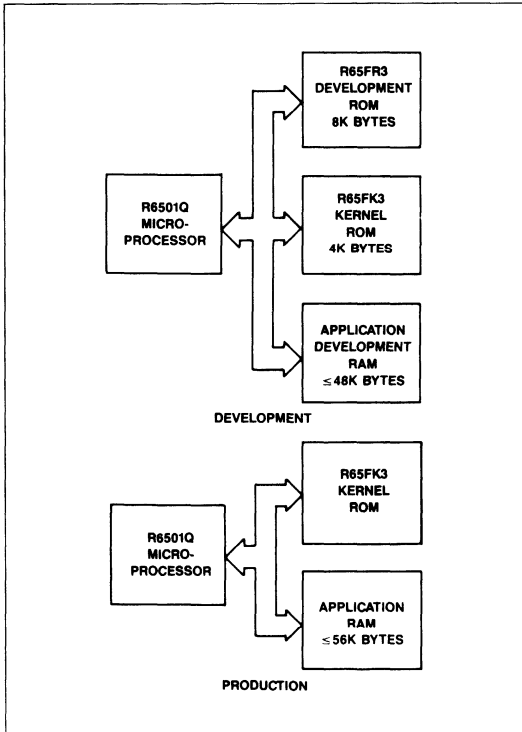 R65FR3
DEVELOPMENT
ROM
8K BYTES
R6501Q
MICRO-
PROCESSOR
R65FK3
KERNEL
ROM
4K BYTES
APPLICATION
DEVELOPMENT
RAM
≤48K BYTES
DEVELOPMENT
R65FK3
KERNEL
ROM
R6501Q
MICRO-
PROCESSOR
APPLICATION
RAM
≤56K BYTES
PRODUCTION